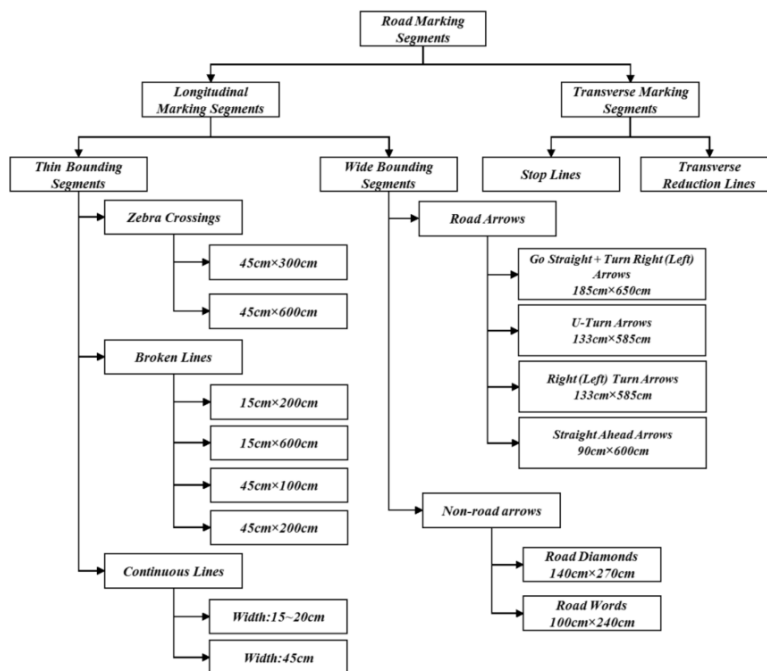 Road Marking
Segments
Longitudinal
Marking Segments
Transverse Marking
Segments
Thin Bounding
Segments
Wide Bounding
Segments
Stop Lines
Transverse
Reduction Lines
Zebra Crossings
45cm×300cm
45cm×600cm
Broken Lines
15cm×200cm
15cm×600cm
45cm×100cm
45cm×200cm
Continuous Lines
Width:15~20cm
Width:45cm
Road Arrows
Go Straight + Turn Right (Left)
Arrows
185cm×650cm
U-Turn Arrows
133cm×585cm
Right (Left) Turn Arrows
133cm×585cm
Straight Ahead Arrows
90cm×600cm
Non-road arrows
Road Diamonds
140cm×270cm
Road Words
100cm×240cm